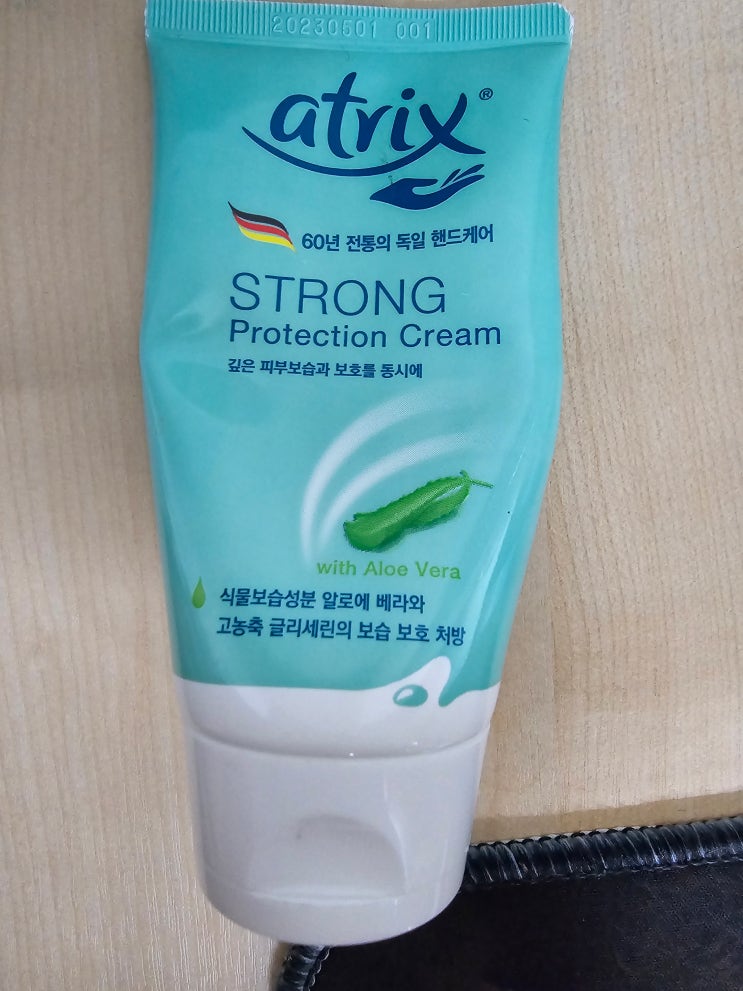 20230501 001
atrix®
60년 전통의 독일 핸드케어
STRONG
Protection Cream
깊은 피부보습과 보호를 동시에
with Aloe Vera
식물보습성분 알로에 베라와
고농축 글리세린의 보습 보호 처방